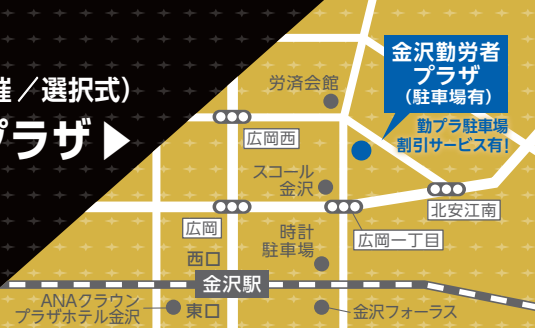 催／選択式）
プラザ▶
金沢勤労者
プラザ
（駐車場有）
勤プラ駐車場
割引サービス有!
労済会館
広岡西
スコール
金沢
北安江南
広岡
広岡一丁目
時計
駐車場
西口
金沢駅
ANAクラウン
プラザホテル金沢
東口
金沢フォーラス